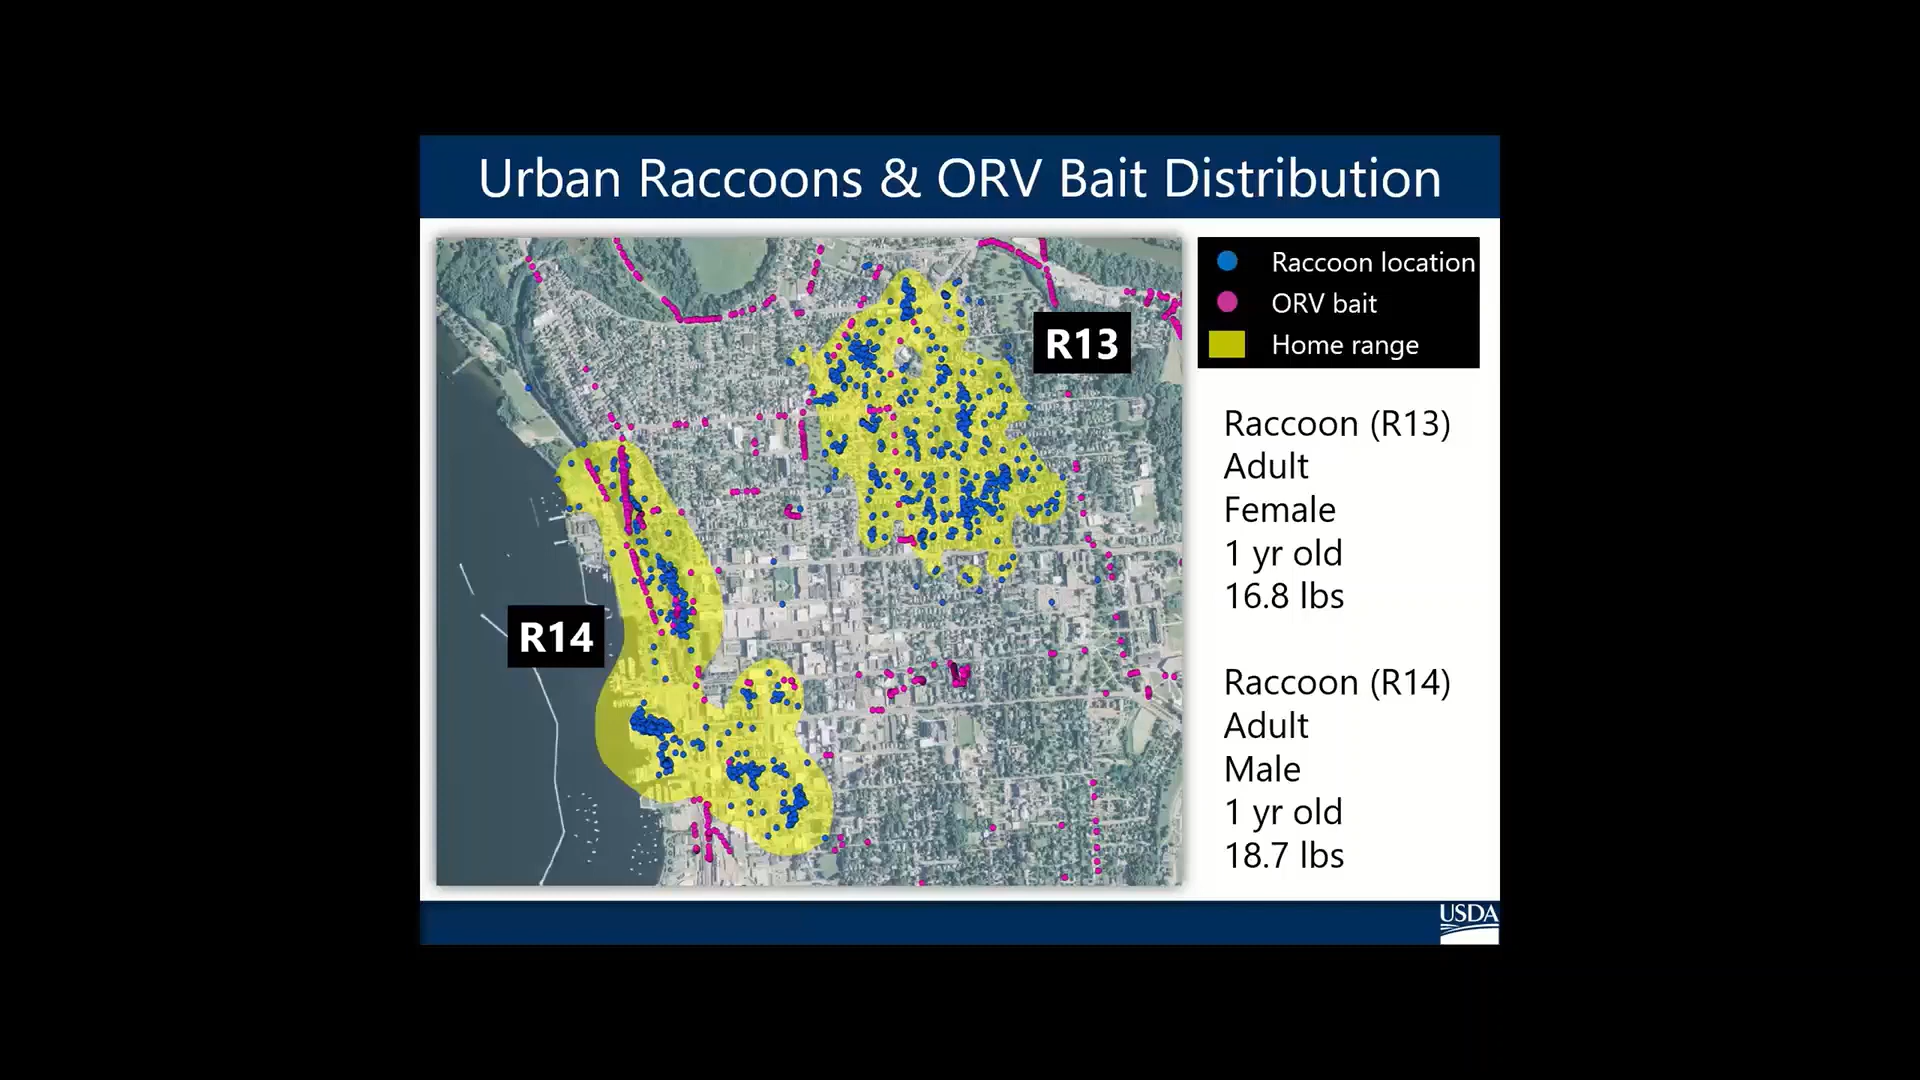 Urban Raccoons & ORV Bait Distribution
Raccoon location
ORV bait
Home range
R13
R14
Raccoon (R13)
Adult
Female
1 yr old
16.8 lbs
Raccoon (R14)
Adult
Male
1 yr old
18.7 lbs
USDA